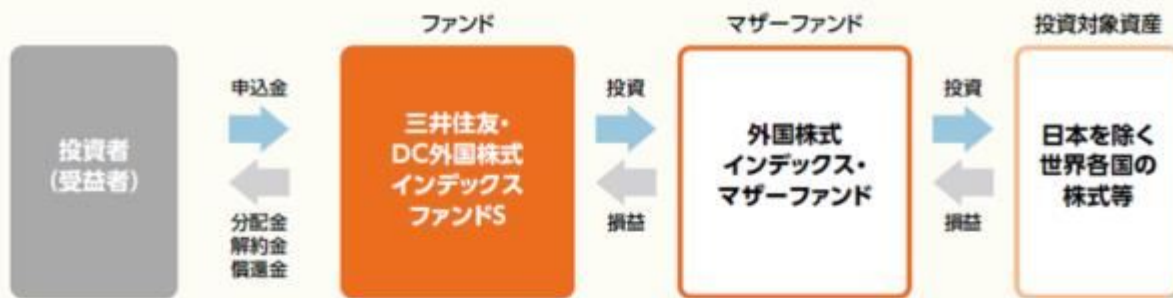 ファンド
マザーファンド
投資対象資産
投資者
(受益者)
申込金
分配金
解約金
償還金
三井住友・
DC外国株式
インデックス
ファンドS
投資
損益
外国株式
インデックス・
マザーファンド
投資
損益
日本を除く
世界各国の
株式等